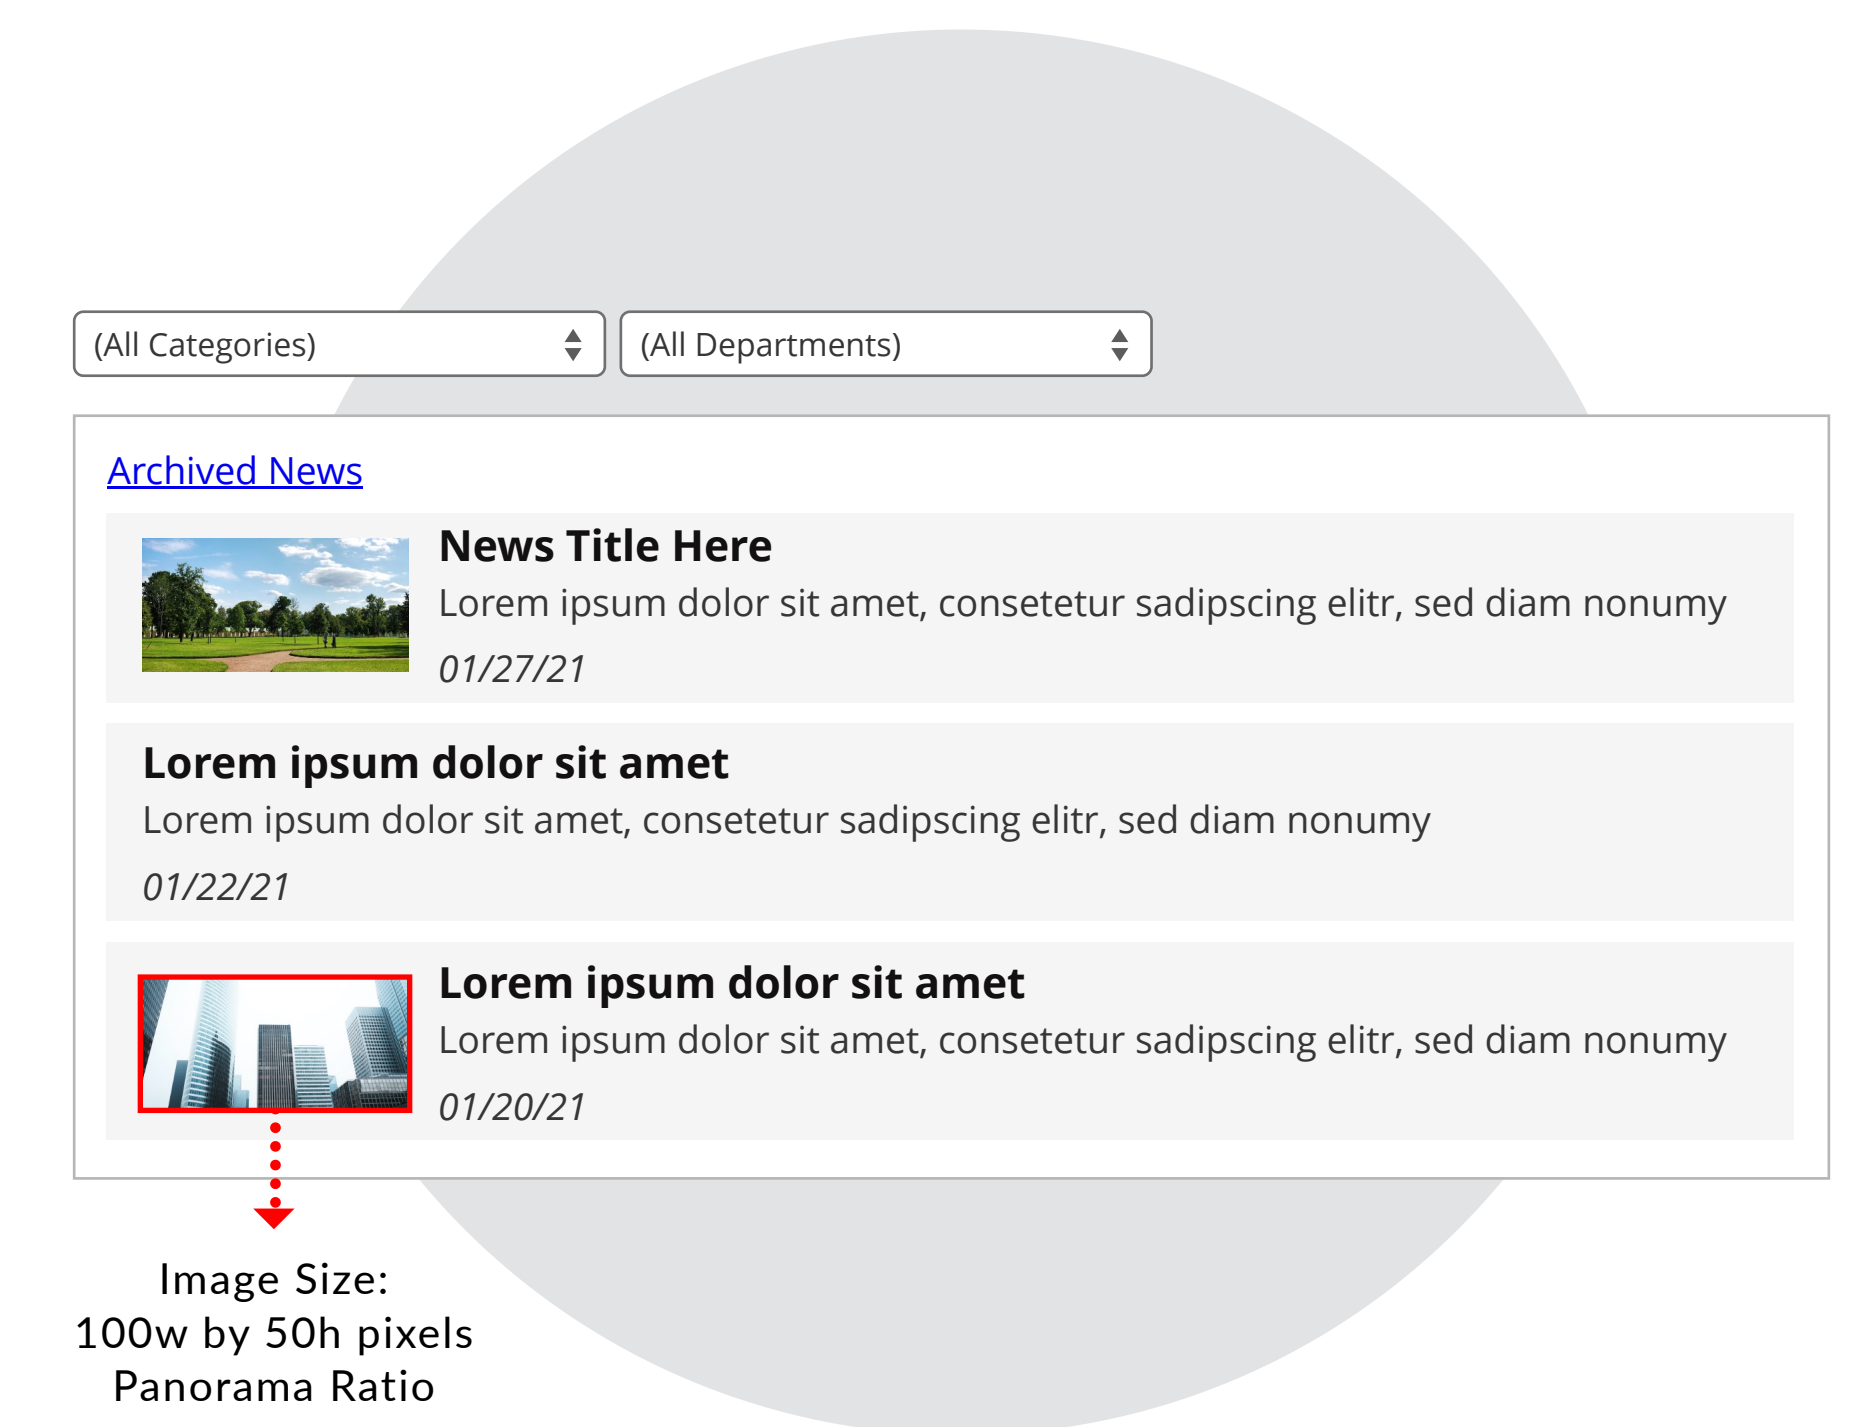 (All Categories)
(All Departments)
Archived News
News Title Here
Lorem ipsum dolor sit amet, consetetur sadipscing elitr, sed diam nonumy
01/27/21
Lorem ipsum dolor sit amet
Lorem ipsum dolor sit amet, consetetur sadipscing elitr, sed diam nonumy
01/22/21
Lorem ipsum dolor sit amet
Lorem ipsum dolor sit amet, consetetur sadipscing elitr, sed diam nonumy
01/20/21
Image Size:
100w by 50h pixels
Panorama Ratio